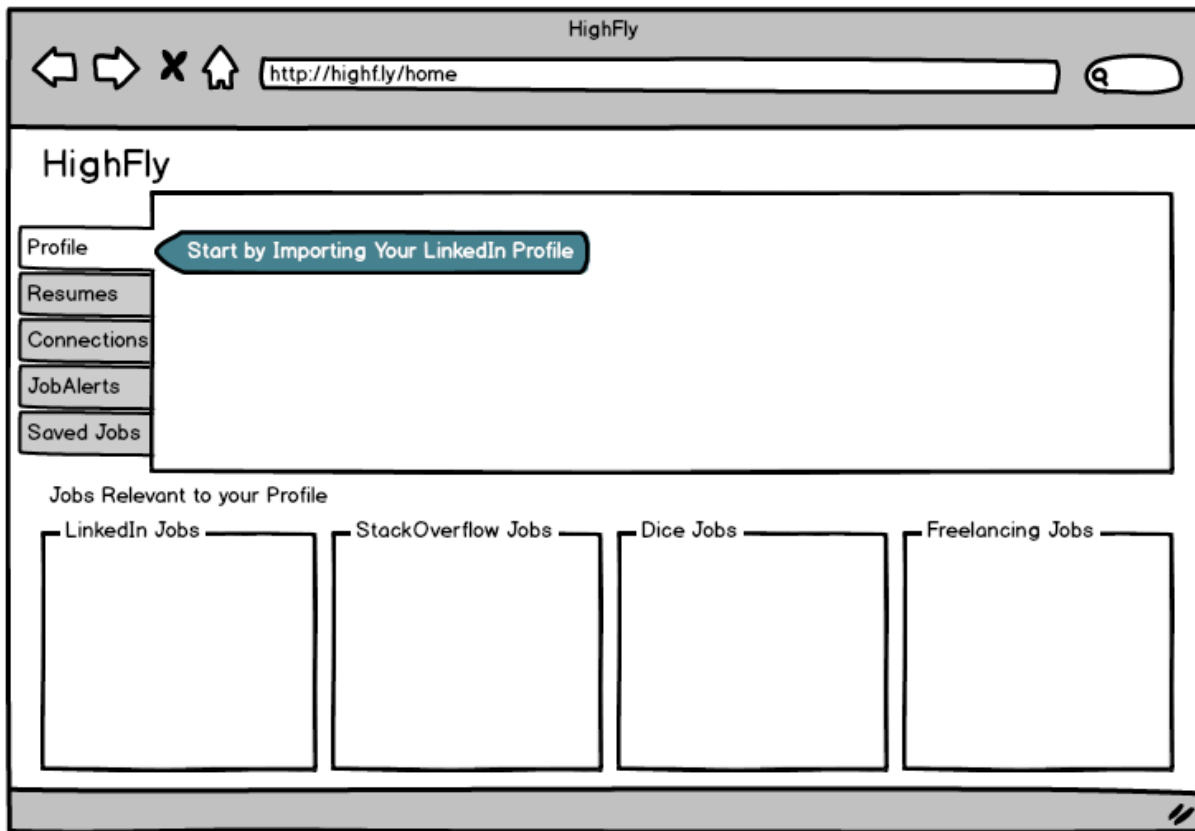 HighFly
http://highf.ly/home
HighFly
Profile
Start by Importing Your LinkedIn Profile
Resumes
Connections
JobAlerts
Saved Jobs
Jobs Relevant to your Profile
LinkedIn Jobs
StackOverflow Jobs
Dice Jobs
Freelancing Jobs